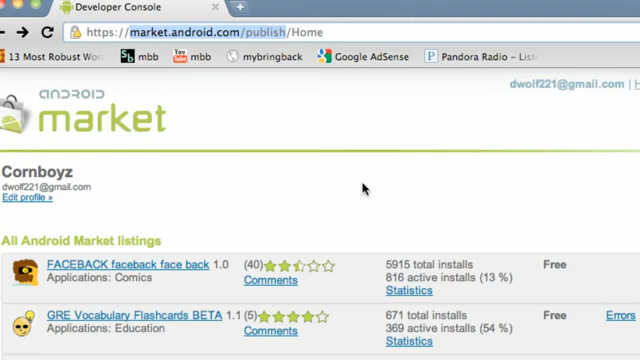 Developer Console
https://market.android.com/publish/Home
13 Most Robust Wors
mbb
mbb
mybringback
Google AdSense
Pandora Radio - Liste
dwolf221@gmail.com |
ANDROID
market
Cornboyz
dwolf221@gmail.com
Edit profile »
All Android Market listings
FACEBACK faceback face back 1.0 (40) 5915 total installs Free
Applications: Comics Comments 816 active installs (13 %)
Statistics
GRE Vocabulary Flashcards BETA 1.1 (5) 671 total installs Free Errors
Applications: Education Comments 369 active installs (54 %)
Statistics